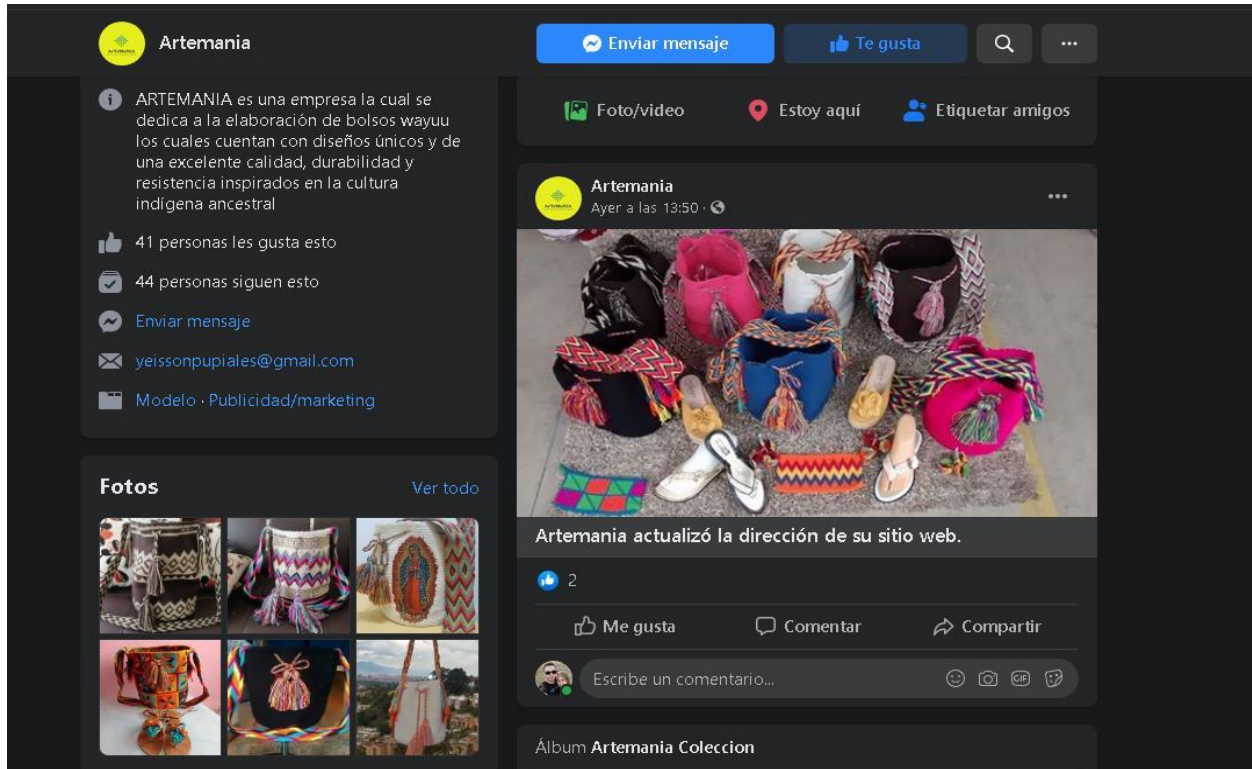 Artemania
Enviar mensaje
Te gusta
ARTEMANIA es una empresa la cual se
dedica a la elaboración de bolsos wayuu
los cuales cuentan con diseños únicos y de
una excelente calidad, durabilidad y
resistencia inspirados en la cultura
indígena ancestral
41 personas les gusta esto
44 personas siguen esto
Enviar mensaje
yeissonpupiales@gmail.com
Modelo · Publicidad/marketing
Fotos
Ver todo
Foto/video
Estoy aquí
Etiquetar amigos
Artemania
Ayer a las 13:50 ·
Artemania actualizó la dirección de su sitio web.
2
Me gusta
Comentar
Compartir
Escribe un comentario...
GIF
Álbum Artemania Coleccion